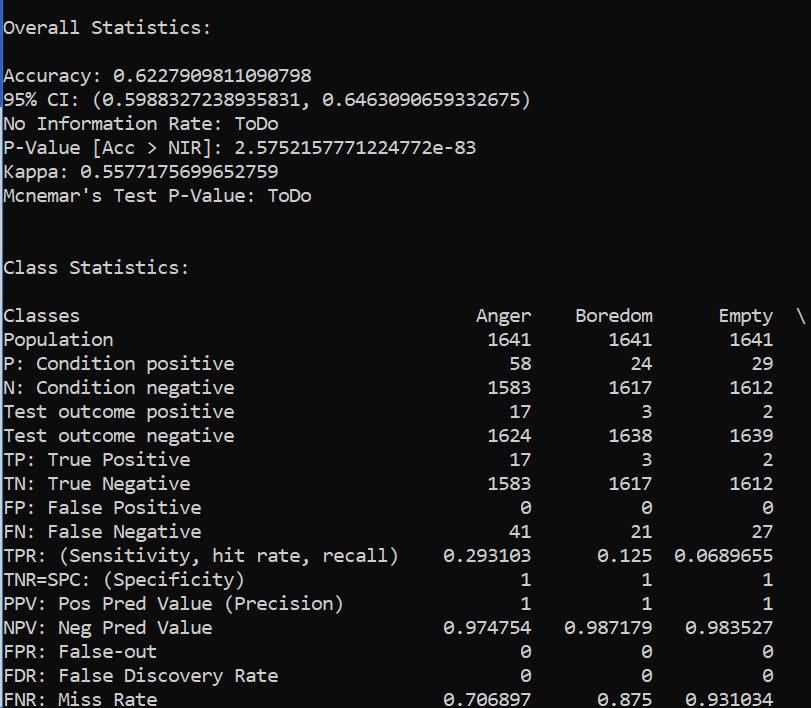 Overall Statistics:
Accuracy: 0.6227909811090798
95% CI: (0.5988327238935831, 0.6463090659332675)
No Information Rate: ToDo
P-Value [Acc > NIR]: 2.5752157771224772e-83
Kappa: 0.5577175699652759
Mcnemar's Test P-Value: ToDo
Class Statistics:
Classes Anger Boredom Empty \
Population 1641 1641 1641
P: Condition positive 58 24 29
N: Condition negative 1583 1617 1612
Test outcome positive 17 3 2
Test outcome negative 1624 1638 1639
TP: True Positive 17 3 2
TN: True Negative 1583 1617 1612
FP: False Positive 0 0 0
FN: False Negative 41 21 27
TPR: (Sensitivity, hit rate, recall) 0.293103 0.125 0.0689655
TNR=SPC: (Specificity) 1 1 1
PPV: Pos Pred Value (Precision) 1 1 1
NPV: Neg Pred Value 0.974754 0.987179 0.983527
FPR: False-out 0 0 0
FDR: False Discovery Rate 0 0 0
FNR: Miss Rate 0.706897 0.875 0.931034